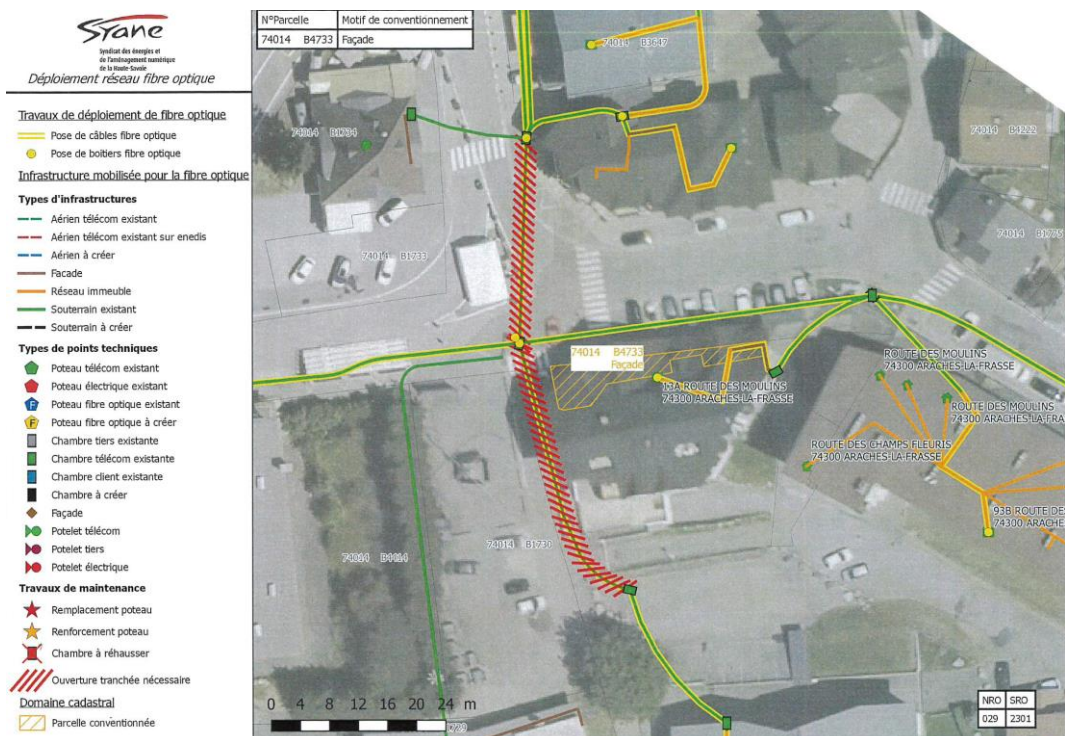 SYANE
Syndicat des énergies et
de l'aménagement numérique
de la Haute-Savoie
Déploiement réseau fibre optique
Travaux de déploiement de fibre optique
Pose de câbles fibre optique
Pose de boitiers fibre optique
Infrastructure mobilisée pour la fibre optique
Types d'infrastructures
Aérien télécom existant
Aérien télécom existant sur enedis
Aérien à créer
Facade
Réseau immeuble
Souterrain existant
Souterrain à créer
Types de points techniques
Poteau télécom existant
Poteau électrique existant
F Poteau fibre optique existant
F Poteau fibre optique à créer
Chambre tiers existante
Chambre télécom existante
Chambre client existante
Chambre à créer
Façade
Potelet télécom
Potelet tiers
Potelet électrique
Travaux de maintenance
Remplacement poteau
Renforcement poteau
Chambre à réhausser
Ouverture tranchée nécessaire
Domaine cadastral
Parcelle conventionnée
N°Parcelle Motif de conventionnement
74014 B4733 Façade
74014 B3647
74014 B1734
74014 B4222
74014 B1733
74014 B1775
74014 B4733
Façade
13A ROUTE DES MOULINS
74300 ARACHES-LA-FRASSE
ROUTE DES MOULINS
74300 ARACHES-LA-FRASSE
ROUTE DES MOULINS
74300 ARACHES-LA-FRA
ROUTE DES CHAMPS FLEURIS
74300 ARACHES-LA-FRASSE
93B ROUTE DES
74300 ARACHES
74014 B4414
74014 B1730
1729
0 4 8 12 16 20 24 m
NRO SRO
029 2301